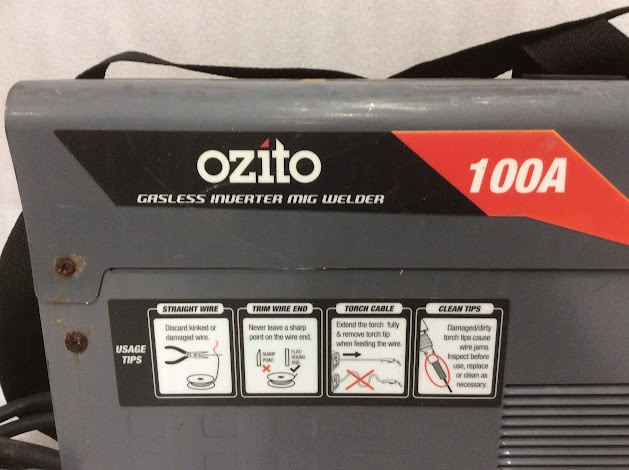 ozito
GASLESS INVERTER MIG WELDER
100A
USAGE
TIPS
STRAIGHT WIRE
Discard kinked or
damaged wire.
TRIM WIRE END
Never leave a sharp
point on the wire end.
SHARP
POINT
FLAT/
ROUND
END
TORCH CABLE
Extend the torch fully
& remove torch tip
when feeding the wire.
CLEAN TIPS
Damaged/dirty
torch tips cause
wire jams.
Inspect before
use, replace
or clean as
necessary.